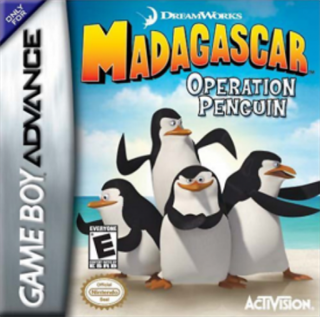 ONLY FOR
GAME BOY ADVANCE
DREAMWORKS
MADAGASCAR
OPERATION
PENGUIN
EVERYONE
E
ESRB
Official
Nintendo
Seal
ACTIVISION.